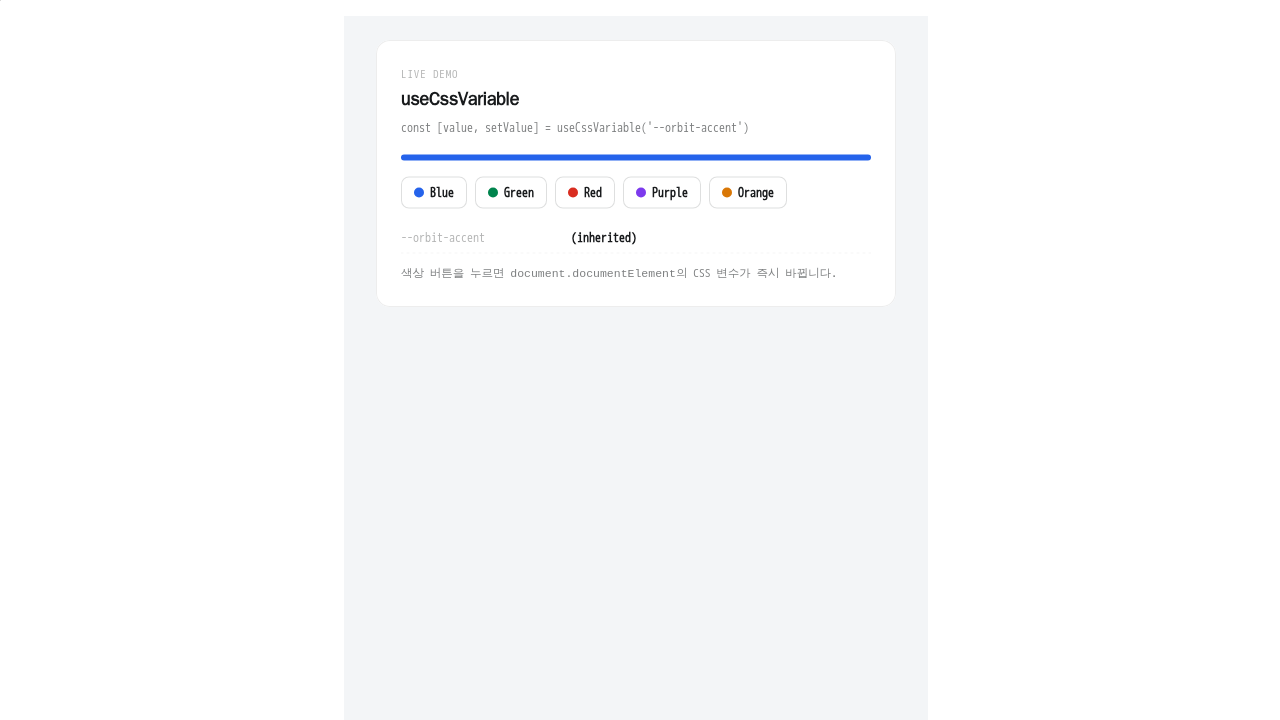 LIVE DEMO
useCssVariable
const [value, setValue] = useCssVariable('--orbit-accent')
Blue Green Red Purple Orange
--orbit-accent (inherited)
색상 버튼을 누르면 document.documentElement의 CSS 변수가 즉시 바뀝니다.